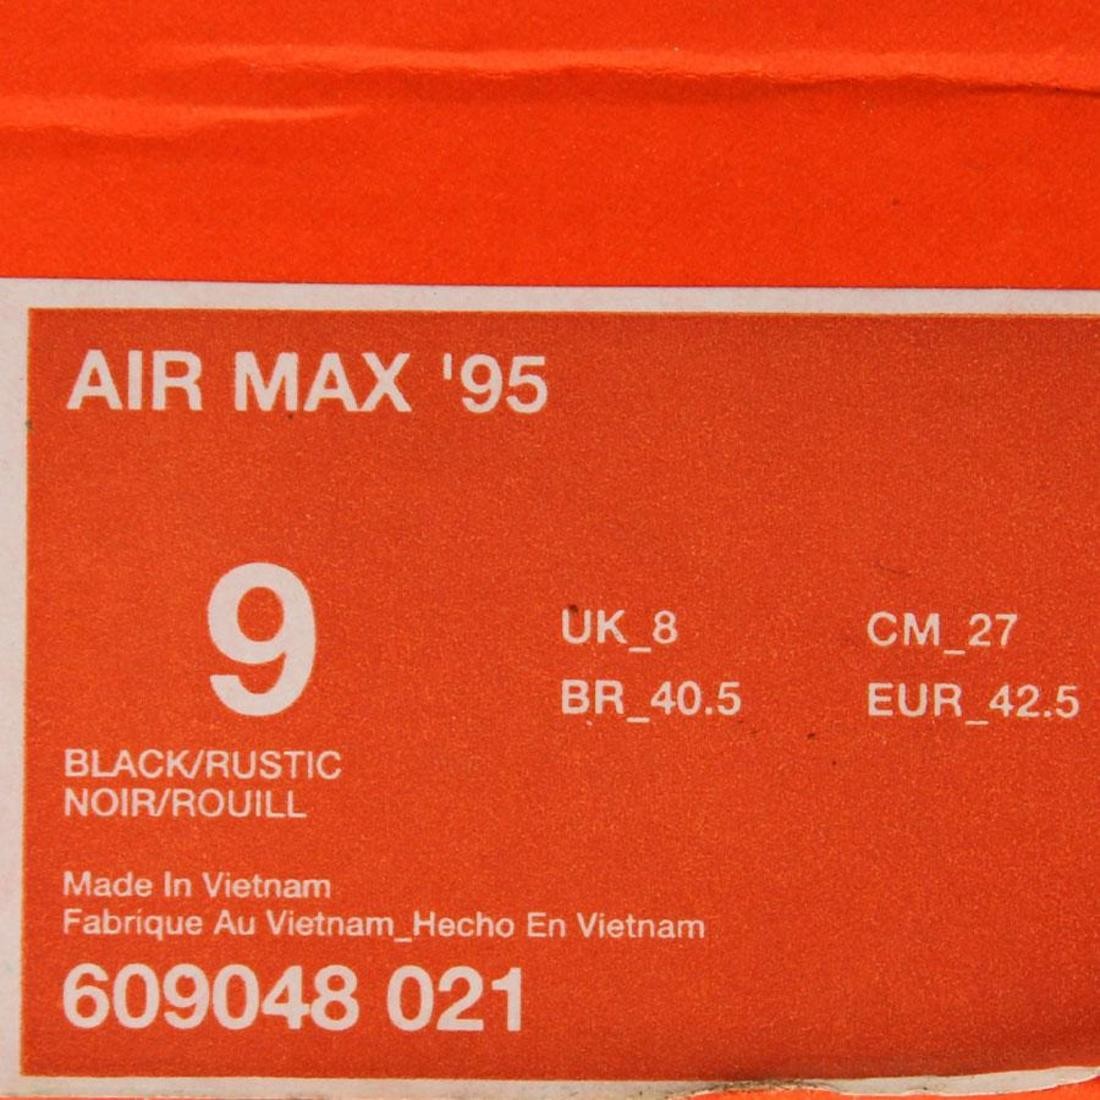 AIR MAX '95
9
UK_8 CM_27
BR_40.5 EUR_42.5
BLACK/RUSTIC
NOIR/ROUILL
Made In Vietnam
Fabrique Au Vietnam_Hecho En Vietnam
609048 021